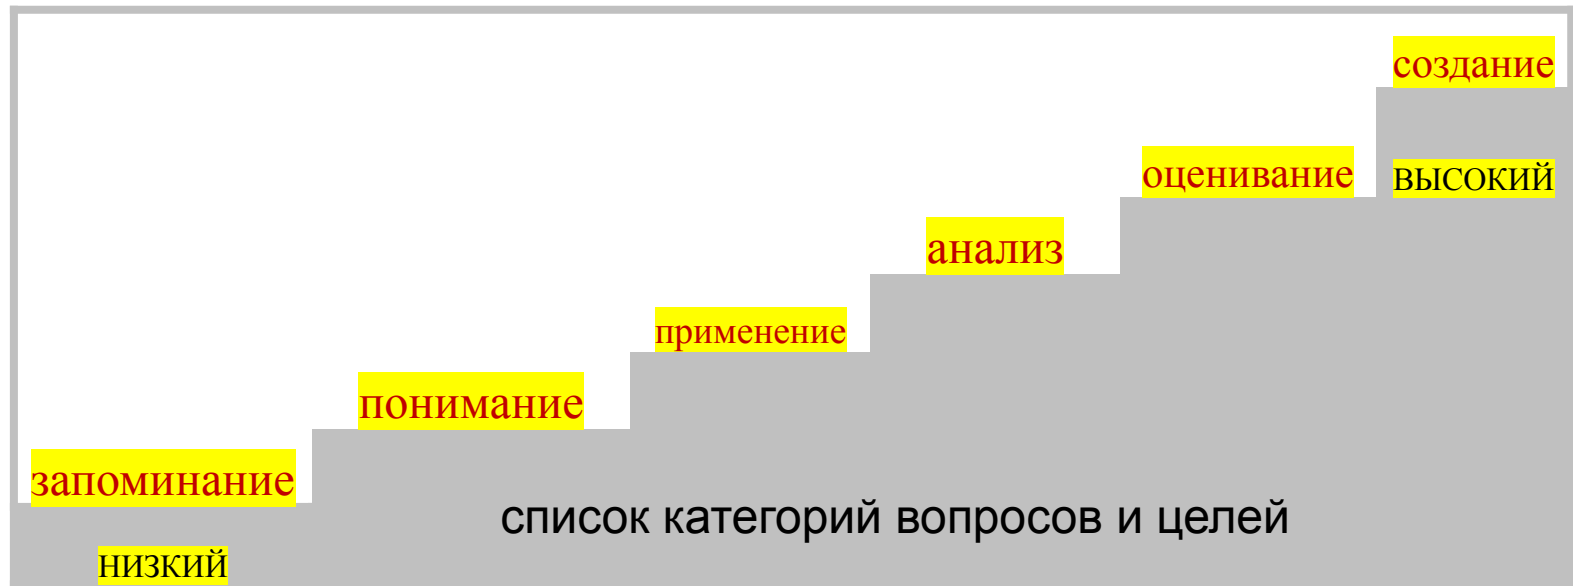 создание
оценивание
ВЫСОКИЙ
анализ
применение
понимание
запоминание
список категорий вопросов и целей
НИЗКИЙ